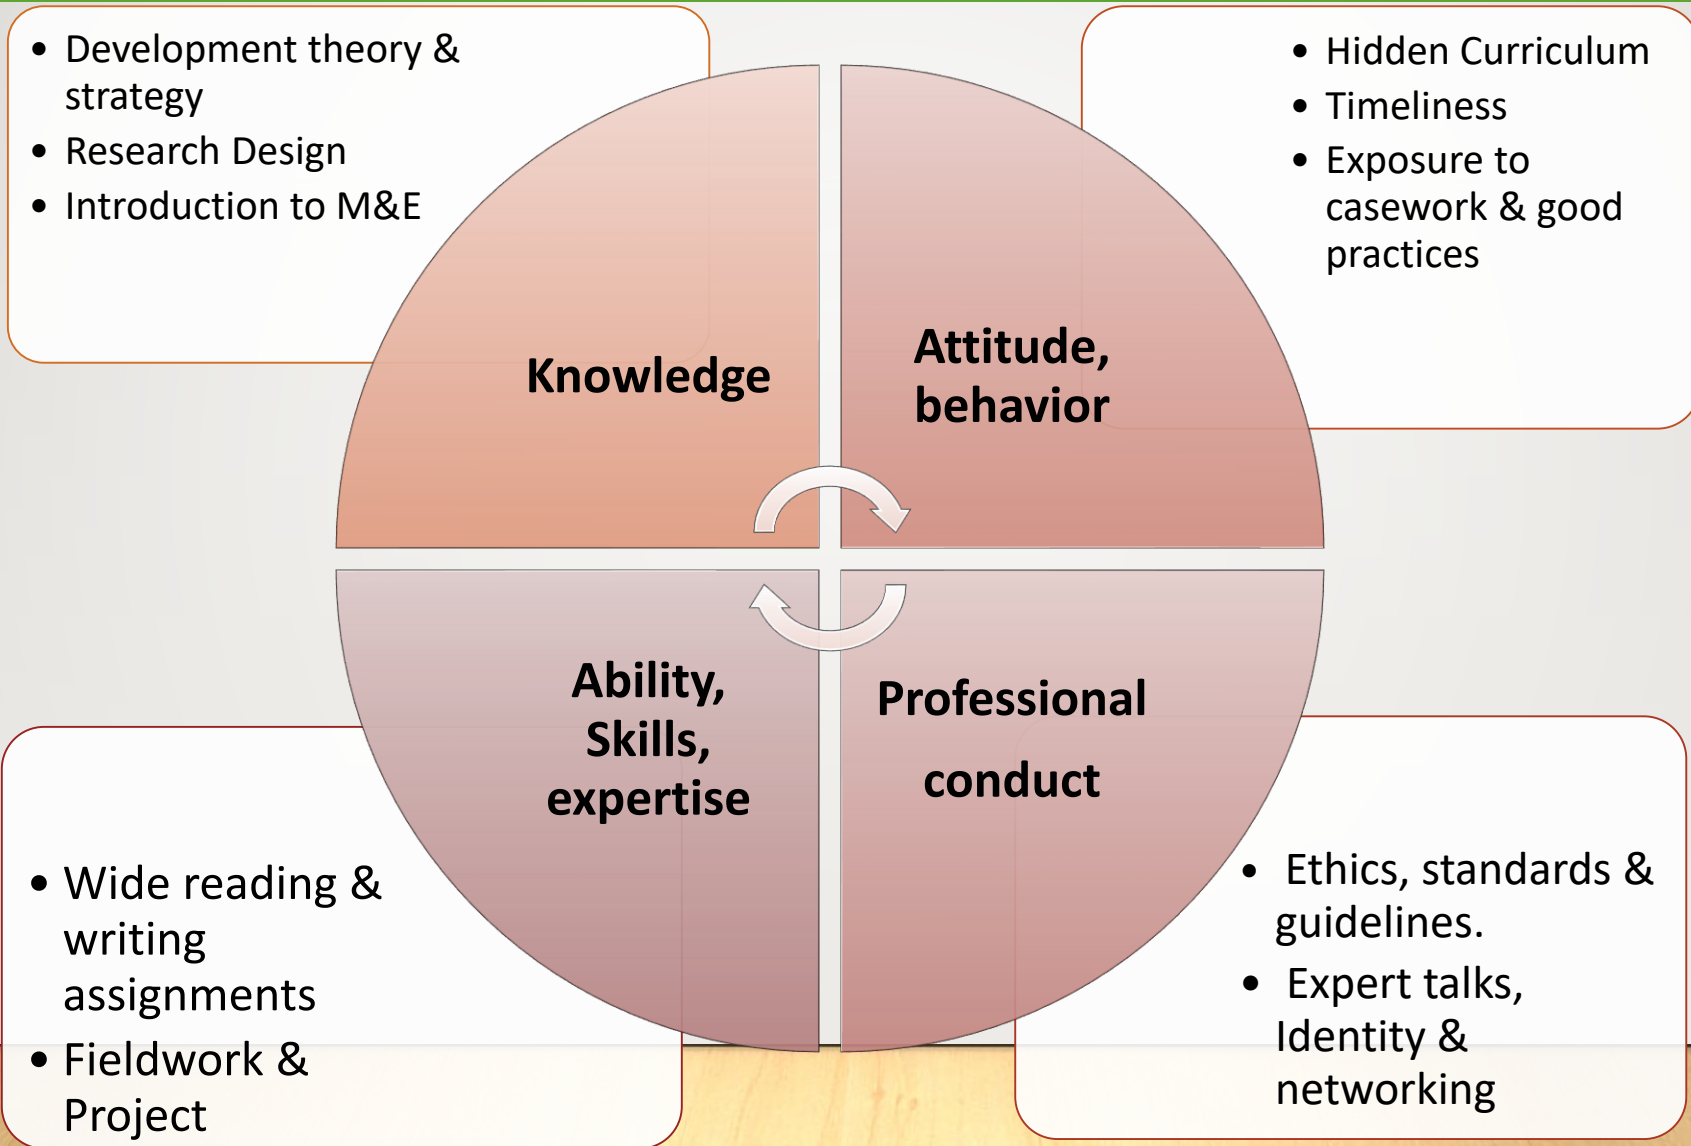 • Development theory &
strategy
• Research Design
• Introduction to M&E
Knowledge
• Hidden Curriculum
• Timeliness
• Exposure to
casework & good
practices
Attitude,
behavior
Ability,
Skills,
expertise
• Wide reading &
writing
assignments
• Fieldwork &
Project
Professional
conduct
• Ethics, standards &
guidelines.
• Expert talks,
Identity &
networking